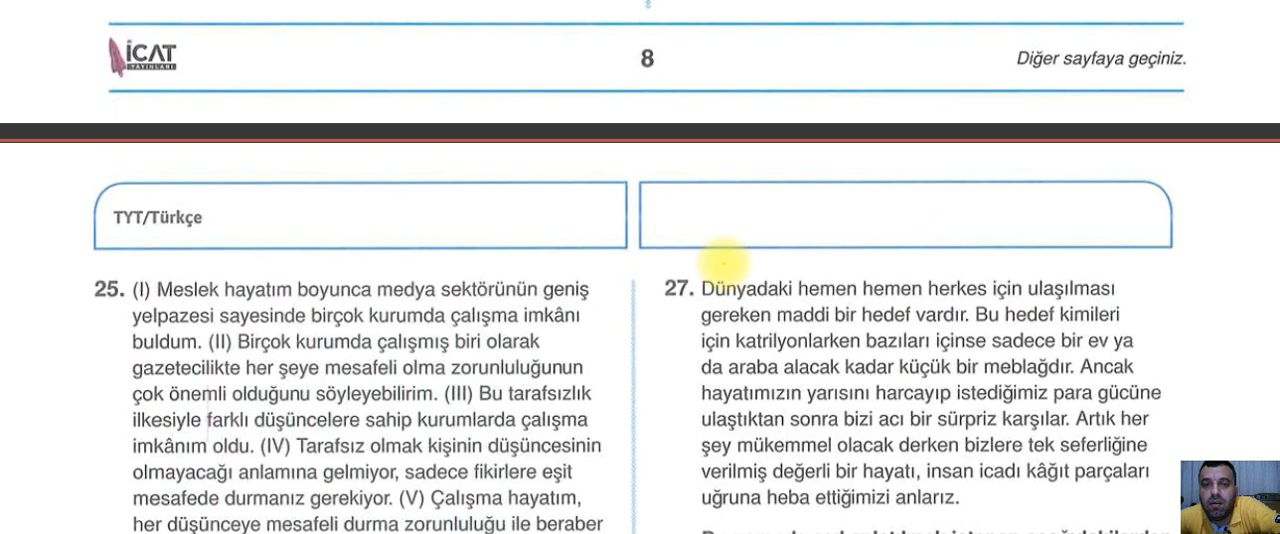 İCAT
YAYINLARI
8
Diğer sayfaya geçiniz.
TYT/Türkçe
25. (I) Meslek hayatım boyunca medya sektörünün geniş
yelpazesi sayesinde birçok kurumda çalışma imkânı
buldum. (II) Birçok kurumda çalışmış biri olarak
gazetecilikte her şeye mesafeli olma zorunluluğunun
çok önemli olduğunu söyleyebilirim. (III) Bu tarafsızlık
ilkesiyle farklı düşüncelere sahip kurumlarda çalışma
imkânım oldu. (IV) Tarafsız olmak kişinin düşüncesinin
olmayacağı anlamına gelmiyor, sadece fikirlere eşit
mesafede durmanız gerekiyor. (V) Çalışma hayatım,
her düşünceye mesafeli durma zorunluluğu ile beraber
27. Dünyadaki hemen hemen herkes için ulaşılması
gereken maddi bir hedef vardır. Bu hedef kimileri
için katrilyonlarken bazıları içinse sadece bir ev ya
da araba alacak kadar küçük bir meblağdır. Ancak
hayatımızın yarısını harcayıp istediğimiz para gücüne
ulaştıktan sonra bizi acı bir sürpriz karşılar. Artık her
şey mükemmel olacak derken bizlere tek seferliğine
verilmiş değerli bir hayatı, insan icadı kâğıt parçaları
uğruna heba ettiğimizi anlarız.